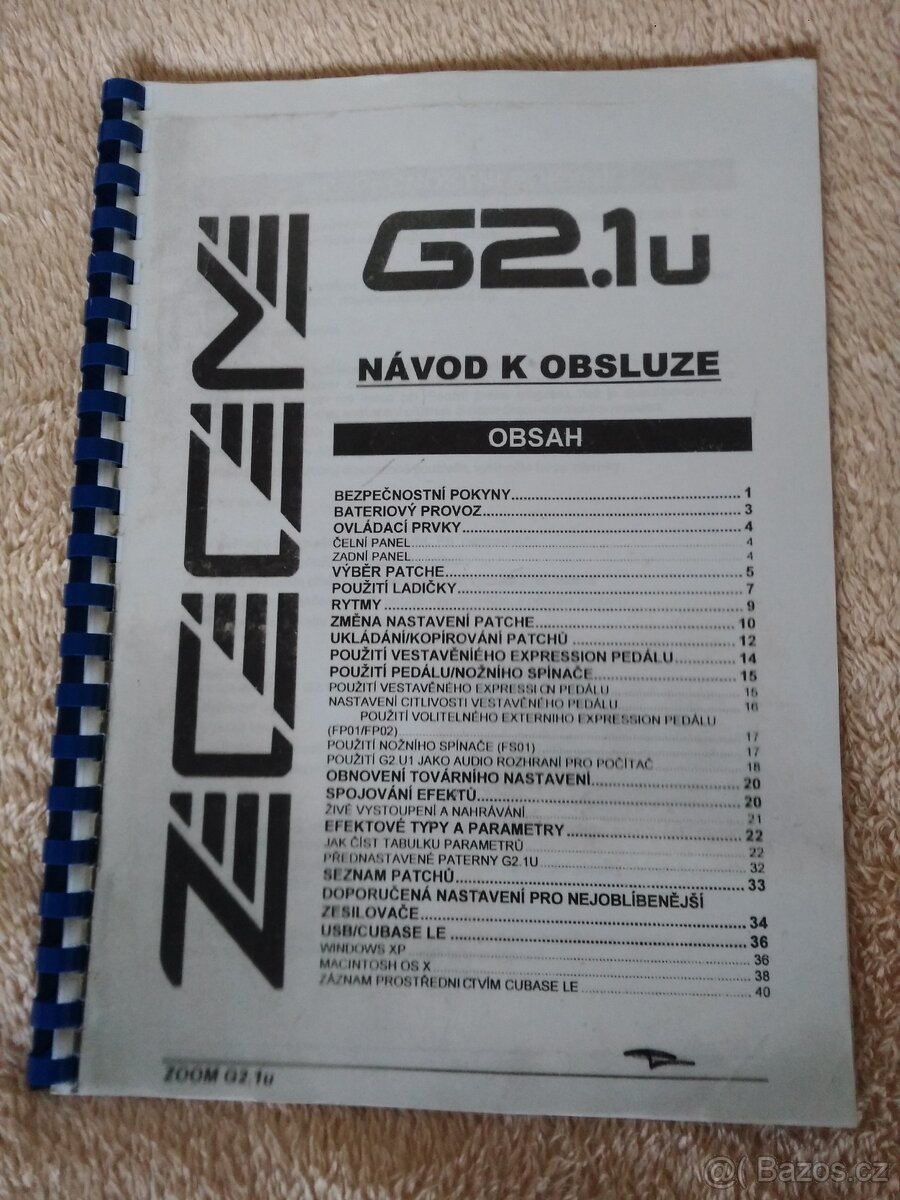 ZOOM
G2.1u
NÁVOD K OBSLUZE
OBSAH
BEZPEČNOSTNÍ POKYNY 1
BATERIOVÝ PROVOZ 3
OVLÁDACÍ PRVKY 4
ČELNÍ PANEL 4
ZADNÍ PANEL 4
VÝBĚR PATCHE 5
POUŽITÍ LADIČKY 7
RYTMY 9
ZMĚNA NASTAVENÍ PATCHE 10
UKLÁDÁNÍ/KOPÍROVÁNÍ PATCHŮ 12
POUŽITÍ VESTAVĚNIÉHO EXPRESSION PEDÁLU 14
POUŽITÍ PEDÁLU/NOŽNÍHO SPÍNAČE 15
POUŽITÍ VESTAVĚNÉHO EXPRESSION PEDÁLU 15
NASTAVENÍ CITLIVOSTI VESTAVĚNÉHO PEDÁLU 16
POUŽITÍ VOLITELNÉHO EXTERNÍHO EXPRESSION PEDÁLU
(FP01/FP02) 17
POUŽITÍ NOŽNÍHO SPÍNAČE (FS01) 17
POUŽITÍ G2 U1 JAKO AUDIO ROZHRANÍ PRO POČÍTAČ 18
OBNOVENÍ TOVÁRNÍHO NASTAVENÍ 20
SPOJOVÁNÍ EFEKTŮ 20
ŽIVÉ VYSTOUPENÍ A NAHRÁVÁNÍ 21
EFEKTOVÉ TYPY A PARAMETRY 22
JAK ČÍST TABULKU PARAMETRŮ 22
PŘEDNASTAVENÉ PATERNY G2.1U 32
SEZNAM PATCHŮ 33
DOPORUČENÁ NASTAVENÍ PRO NEJOBLÍBENĚJŠÍ
ZESILOVAČE 34
USB/CUBASE LE 36
WINDOWS XP 36
MACINTOSH OS X 38
ZÁZNAM PROSTŘEDNICTVÍM CUBASE LE 40
ZOOM G2.1u
@( Bazos.cz